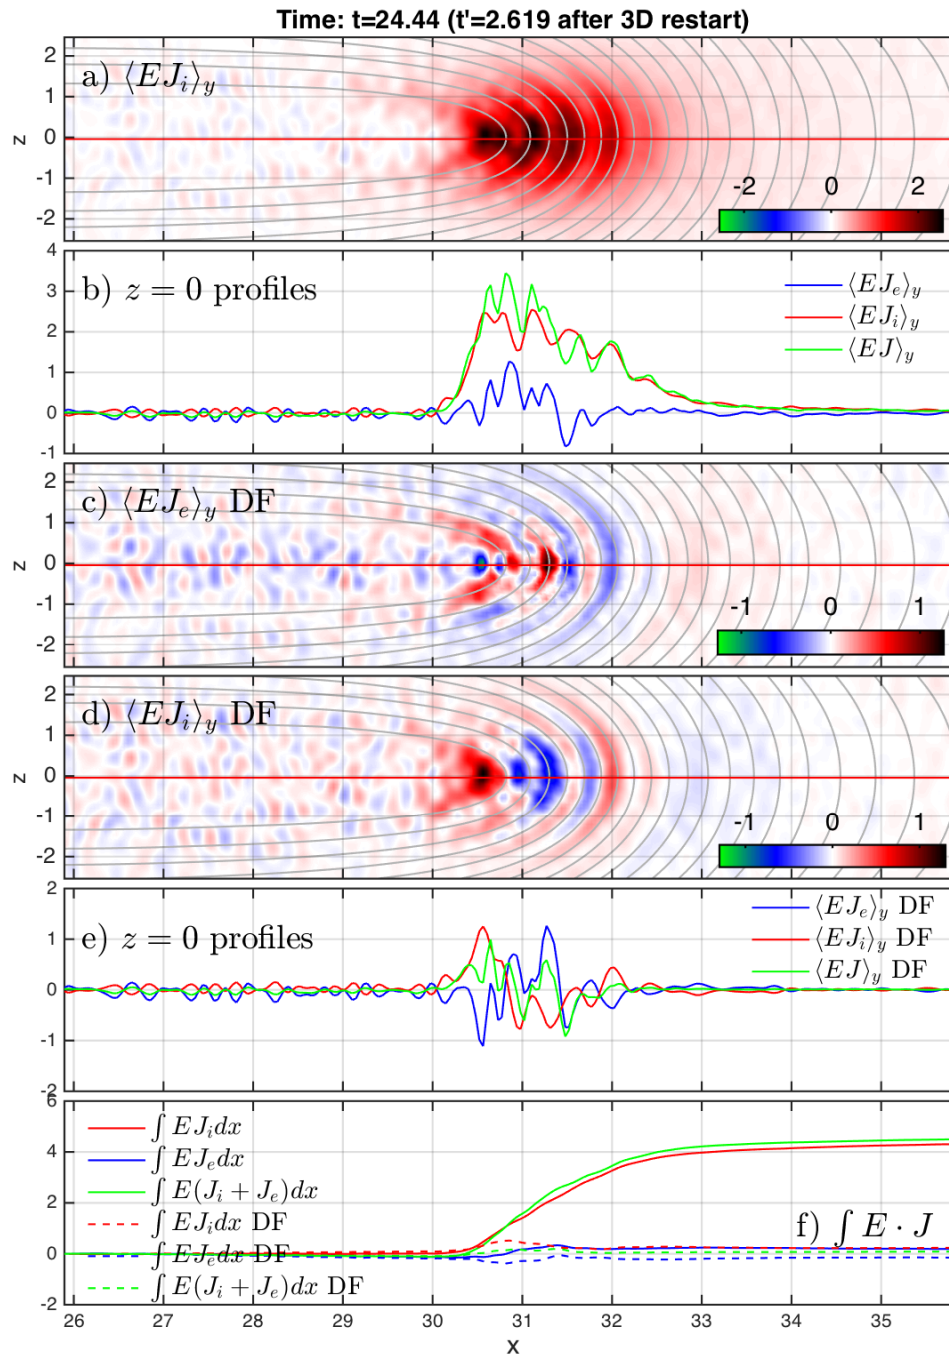 Time: t=24.44 (t'=2.619 after 3D restart)
a) ⟨EJ_i⟩_y
2
1
0
-1
-2
z
-2 0 2
b) z = 0 profiles
4
3
2
1
0
-1
⟨EJ_e⟩_y
⟨EJ_i⟩_y
⟨EJ⟩_y
c) ⟨EJ_e⟩_y DF
2
1
0
-1
-2
z
-1 0 1
d) ⟨EJ_i⟩_y DF
2
1
0
-1
-2
z
-1 0 1
e) z = 0 profiles
2
1
0
-1
-2
⟨EJ_e⟩_y DF
⟨EJ_i⟩_y DF
⟨EJ⟩_y DF
6
4
2
0
-2
∫ EJ_i dx
∫ EJ_e dx
∫ E(J_i + J_e)dx
∫ EJ_i dx DF
∫ EJ_e dx DF
∫ E(J_i + J_e)dx DF
f) ∫ E · J
26 27 28 29 30 31 32 33 34 35
x